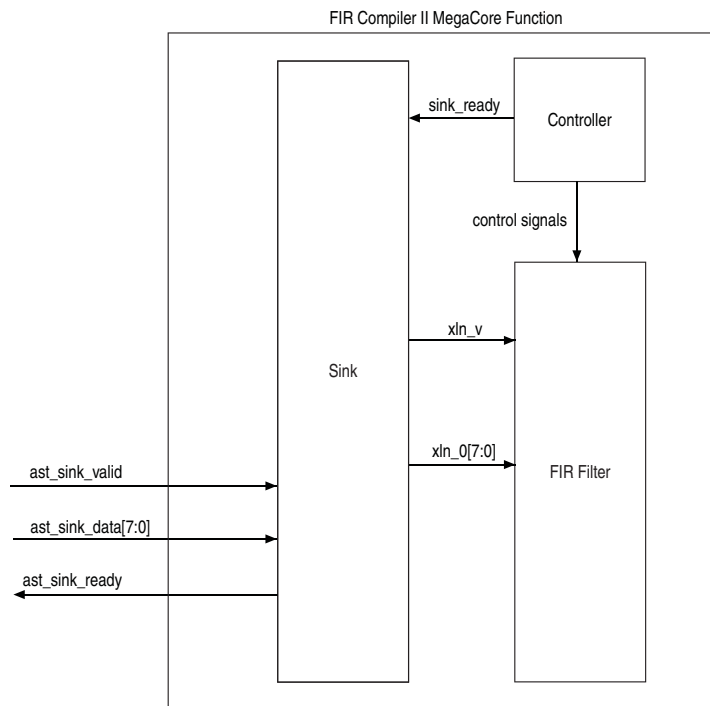 FIR Compiler II MegaCore Function
sink_ready
Controller
control signals
xln_v
Sink
xln_0[7:0]
FIR Filter
ast_sink_valid
ast_sink_data[7:0]
ast_sink_ready